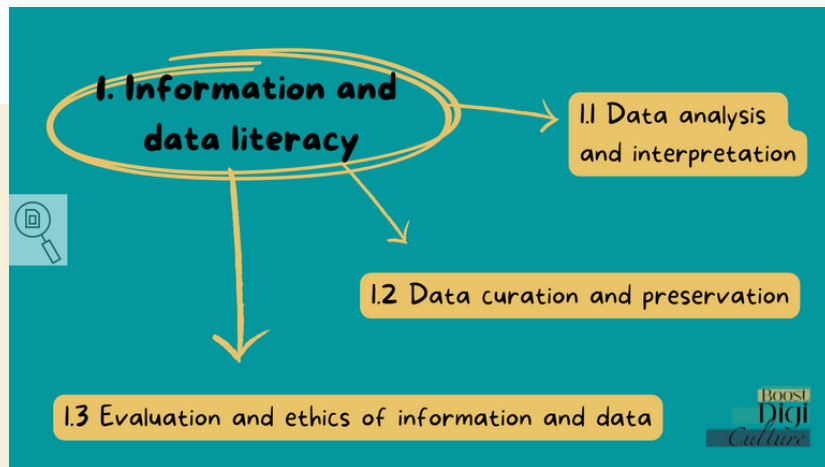 1. Information and
data literacy
1.1 Data analysis
and interpretation
1.2 Data curation and preservation
1.3 Evaluation and ethics of information and data
Boost
Digi
Culture